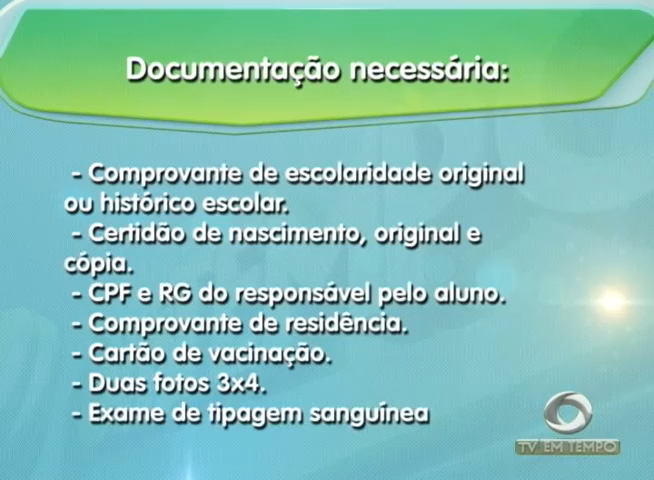 Documentação necessária:
- Comprovante de escolaridade original
ou histórico escolar.
- Certidão de nascimento, original e
cópia.
- CPF e RG do responsável pelo aluno.
- Comprovante de residência.
- Cartão de vacinação.
- Duas fotos 3x4.
- Exame de tipagem sanguínea
TV EM TEMPO